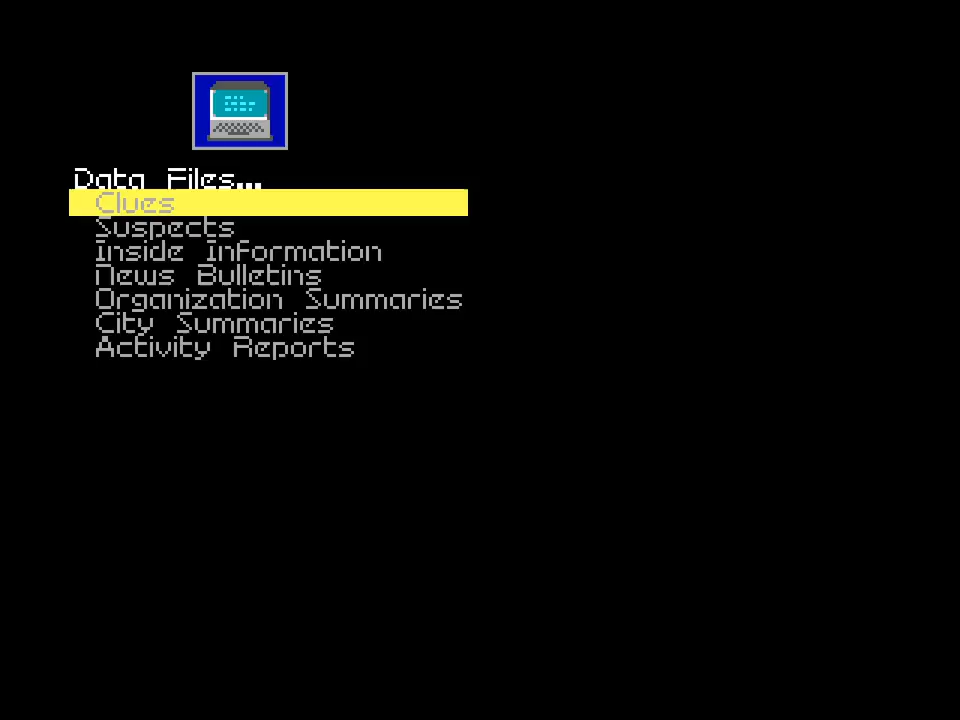 Data Files...
Clues
Suspects
Inside Information
News Bulletins
Organization Summaries
City Summaries
Activity Reports